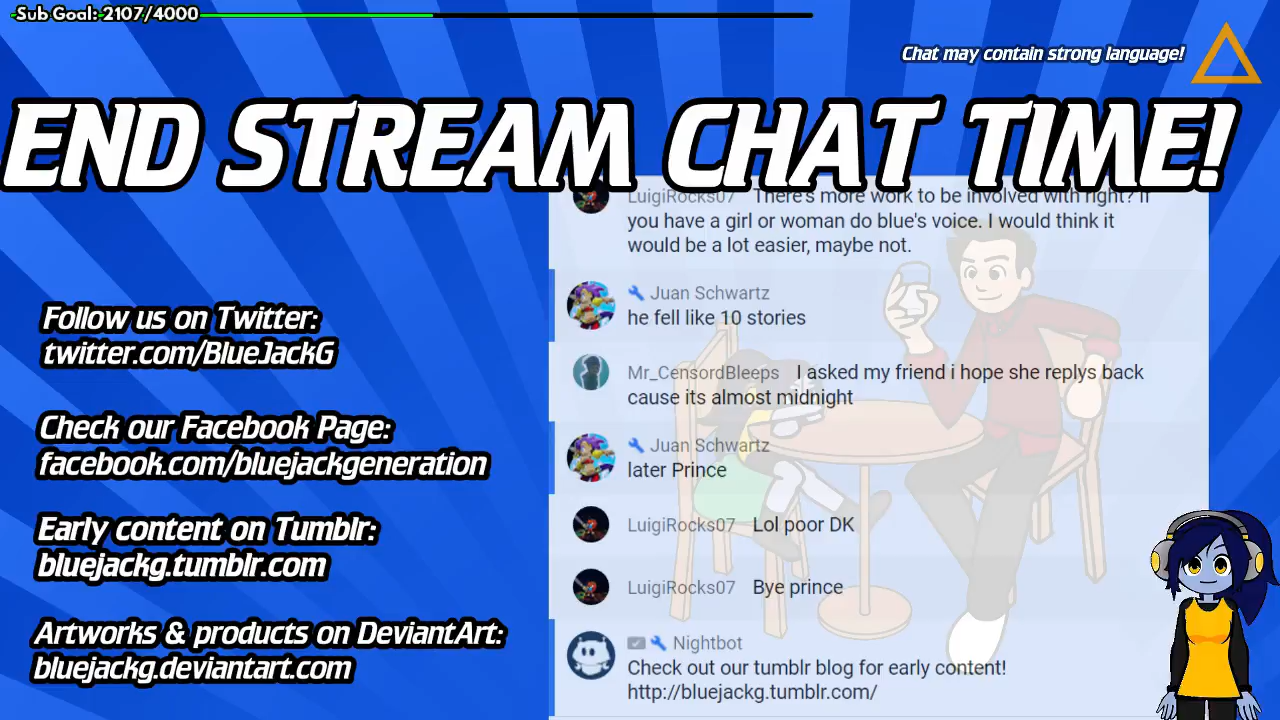 Sub Goal: 2107/4000
Chat may contain strong language!
END STREAM CHAT TIME!
Follow us on Twitter:
twitter.com/BlueJackG
Check our Facebook Page:
facebook.com/bluejackgeneration
Early content on Tumblr:
bluejackg.tumblr.com
Artworks & products on DeviantArt:
bluejackg.deviantart.com
LuigiRocks07 There's more work to be involved with right? If
you have a girl or woman do blue's voice. I would think it
would be a lot easier, maybe not.
Juan Schwartz
he fell like 10 stories
Mr_CensordBleeps I asked my friend i hope she replys back
cause its almost midnight
Juan Schwartz
later Prince
LuigiRocks07 Lol poor DK
LuigiRocks07 Bye prince
Nightbot
Check out our tumblr blog for early content!
http://bluejackg.tumblr.com/